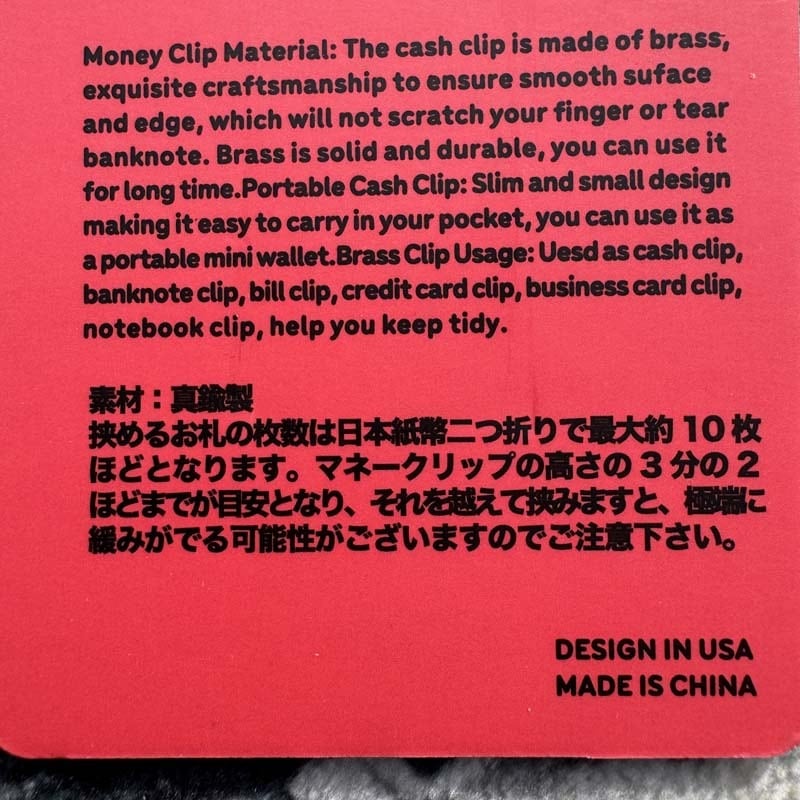 Money Clip Material: The cash clip is made of brass,
exquisite craftsmanship to ensure smooth suface
and edge, which will not scratch your finger or tear
banknote. Brass is solid and durable, you can use it
for long time.Portable Cash Clip: Slim and small design
making it easy to carry in your pocket, you can use it as
a portable mini wallet.Brass Clip Usage: Uesd as cash clip,
banknote clip, bill clip, credit card clip, business card clip,
notebook clip, help you keep tidy.
素材：真鍮製
挟めるお札の枚数は日本紙幣二つ折りで最大約 10 枚
ほどとなります。マネークリップの高さの 3 分の 2
ほどまでが目安となり、それを越えて挟みますと、極端に
緩みがでる可能性がございますのでご注意下さい。
DESIGN IN USA
MADE IS CHINA